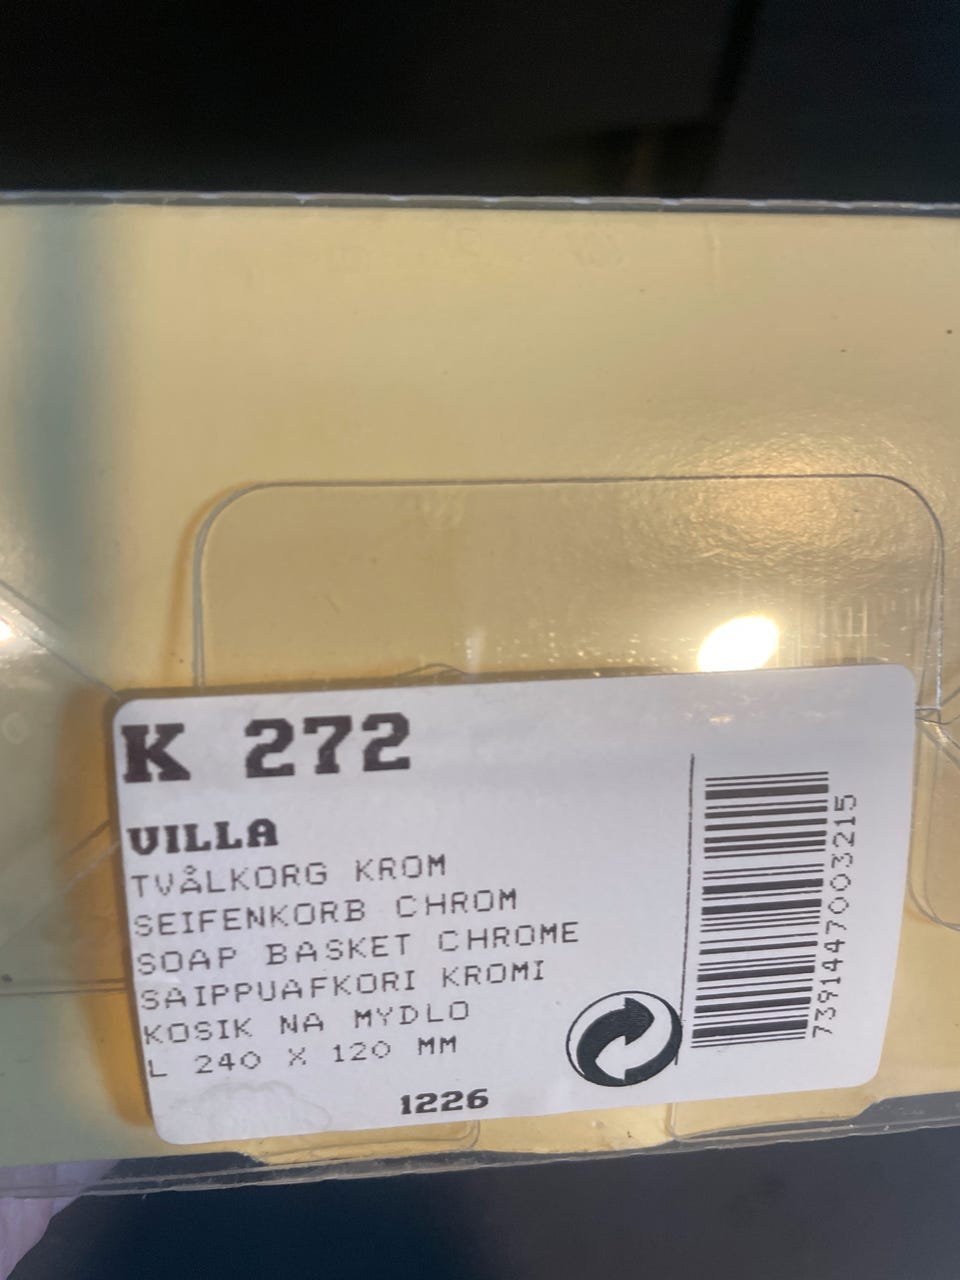 K 272
VILLA
TVÅLKORG KROM
SEIFENKORB CHROM
SOAP BASKET CHROME
SAIPPUAFKORI KROMI
KOSIK NA MYDLO
L 240 X 120 MM
1226
7391447003215